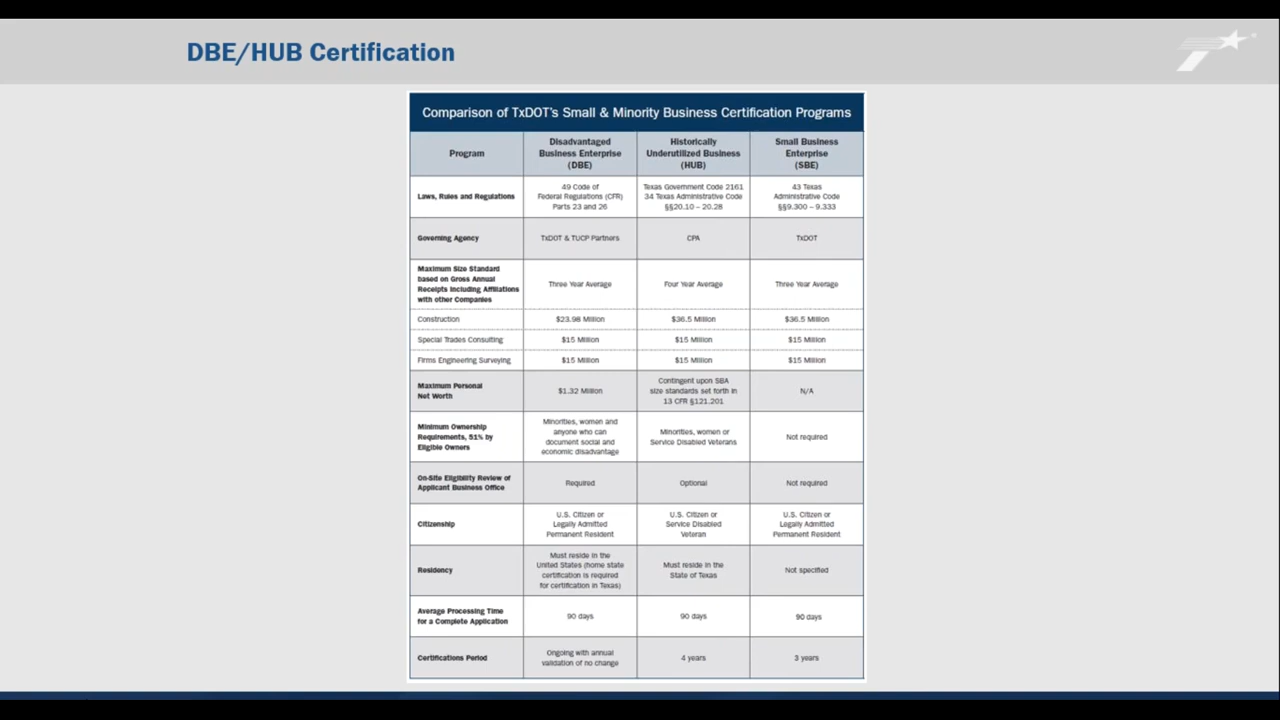 DBE/HUB Certification
Comparison of TxDOT's Small & Minority Business Certification Programs
Program
Disadvantaged
Business Enterprise
(DBE)
Historically
Underutilized Business
(HUB)
Small Business
Enterprise
(SBE)
Laws, Rules and Regulations
49 Code of
Federal Regulations (CFR)
Parts 23 and 26
Texas Government Code 2161
34 Texas Administrative Code
§§20.10 – 20.28
43 Texas
Administrative Code
§§9.300 – 9.333
Governing Agency
TxDOT & TUCP Partners
CPA
TxDOT
Maximum Size Standard
based on Gross Annual
Receipts Including Affiliations
with other Companies
Three Year Average
Four Year Average
Three Year Average
Construction
$23.98 Million
$36.5 Million
$36.5 Million
Special Trades Consulting
$15 Million
$15 Million
$15 Million
Firms Engineering Surveying
$15 Million
$15 Million
$15 Million
Maximum Personal
Net Worth
$1.32 Million
Contingent upon SBA
size standards set forth in
13 CFR §121.201
N/A
Minimum Ownership
Requirements, 51% by
Eligible Owners
Minorities, women and
anyone who can
document social and
economic disadvantage
Minorities, women or
Service Disabled Veterans
Not required
On-Site Eligibility Review of
Applicant Business Office
Required
Optional
Not required
Citizenship
U.S. Citizen or
Legally Admitted
Permanent Resident
U.S. Citizen or
Service Disabled
Veteran
U.S. Citizen or
Legally Admitted
Permanent Resident
Residency
Must reside in the
United States (home state
certification is required
for certification in Texas)
Must reside in the
State of Texas
Not specified
Average Processing Time
for a Complete Application
90 days
90 days
90 days
Certifications Period
Ongoing with annual
validation of no change
4 years
3 years